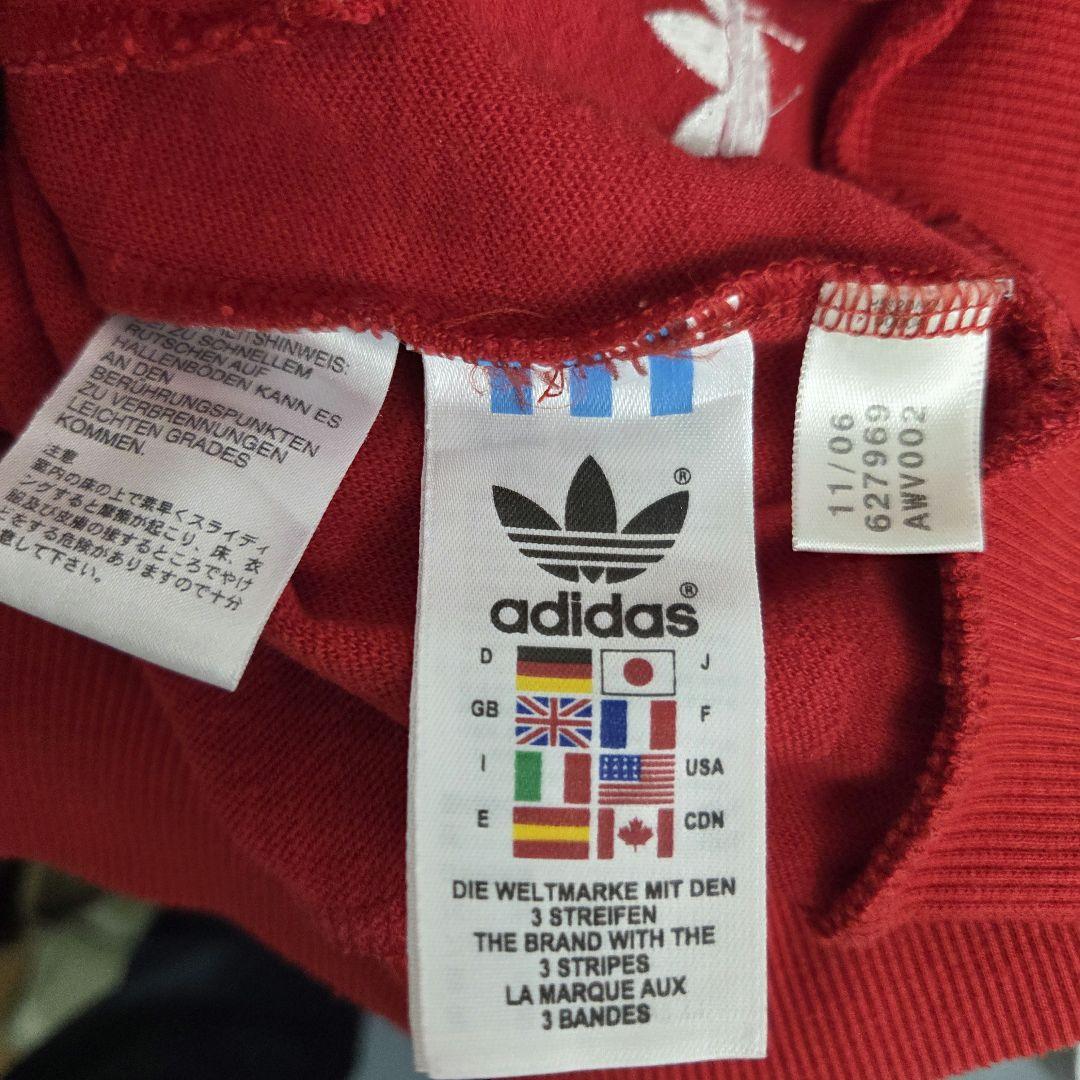 SICHERHEITSHINWEIS:
ZU SCHNELLEM
RUTSCHEN AUF
HALLENBÖDEN KANN ES
AN DEN
BERÜHRUNGSPUNKTEN
ZU VERBRENNUNGEN
LEICHTEN GRADES
KOMMEN.
注意
室内の床の上で素早くスライディ
ングすると摩擦が起こり、床、衣
服及び皮膚の接するところでやけ
をする危険がありますので十分
意して下さい。
®
adidas®
D J
GB F
I USA
E CDN
DIE WELTMARKE MIT DEN
3 STREIFEN
THE BRAND WITH THE
3 STRIPES
LA MARQUE AUX
3 BANDES
11/06
627969
AWV002